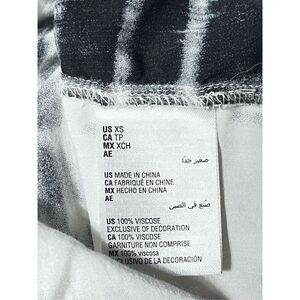 US XS
CA TP
MX XCH
AE
صغير جدًا
US MADE IN CHINA
CA FABRIQUÉ EN CHINE
MX HECHO EN CHINA
AE
صنع في الصين
US 100% VISCOSE
EXCLUSIVE OF DECORATION
CA 100% VISCOSE
GARNITURE NON COMPRISE
MX 100% viscosa
EXCLUSIVO DE LA DECORACIÓN